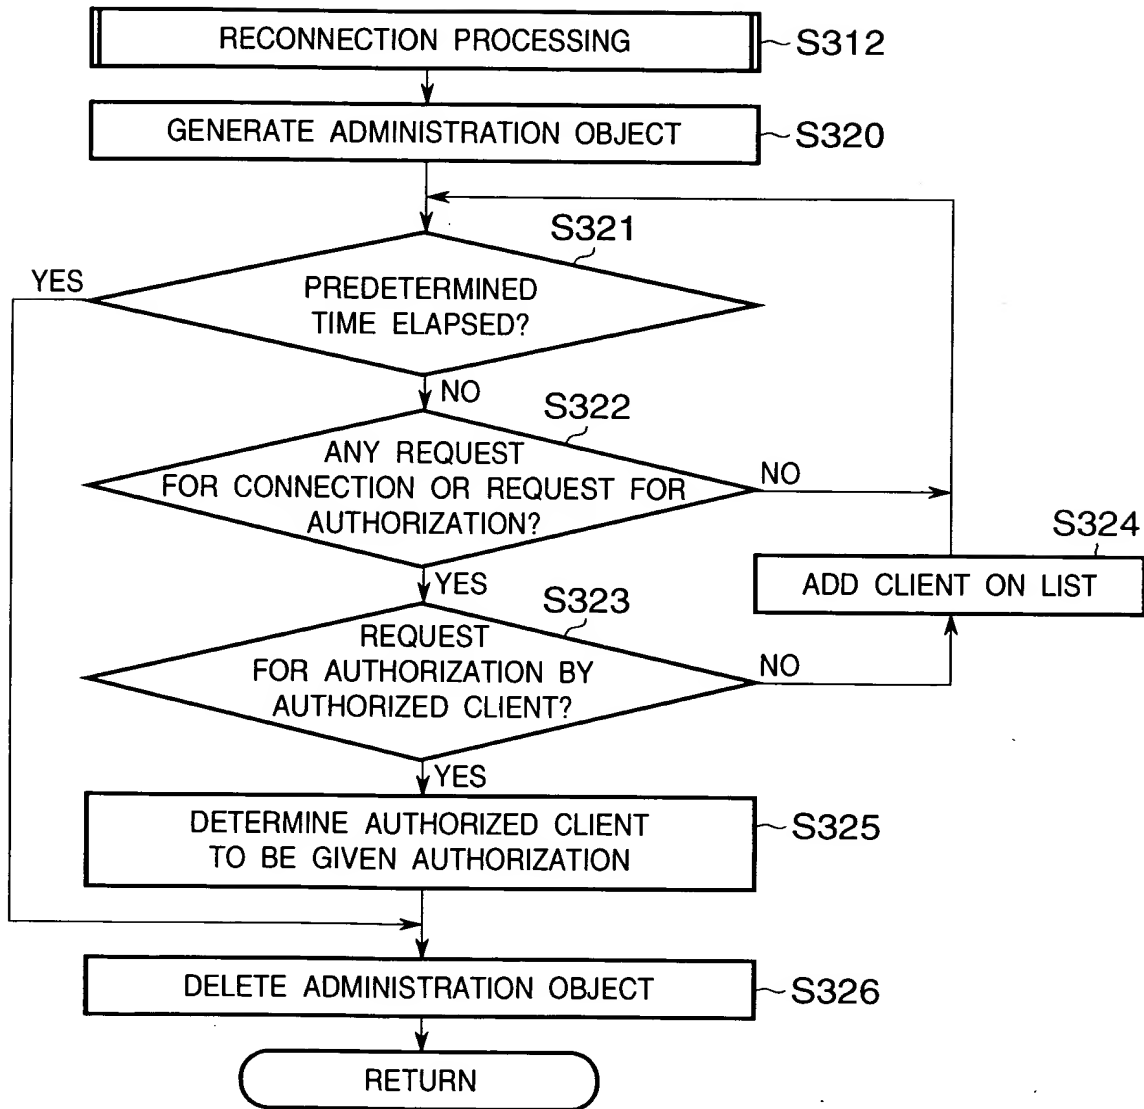 RECONNECTION PROCESSING
S312
GENERATE ADMINISTRATION OBJECT
S320
S321
YES
PREDETERMINED
TIME ELAPSED?
NO
S322
ANY REQUEST
FOR CONNECTION OR REQUEST FOR
AUTHORIZATION?
NO
S324
ADD CLIENT ON LIST
YES
S323
REQUEST
FOR AUTHORIZATION BY
AUTHORIZED CLIENT?
NO
YES
DETERMINE AUTHORIZED CLIENT
TO BE GIVEN AUTHORIZATION
S325
DELETE ADMINISTRATION OBJECT
S326
RETURN